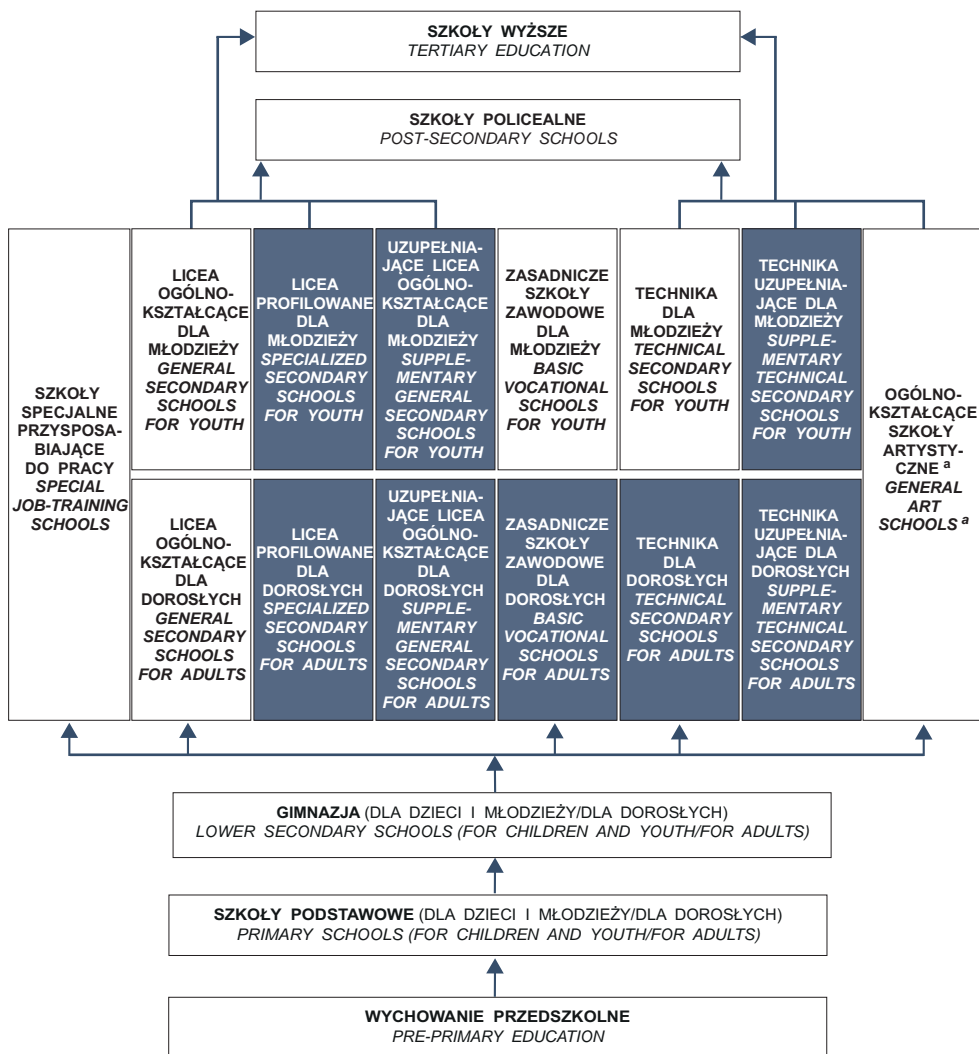 SZKOŁY WYŻSZE
TERTIARY EDUCATION
SZKOŁY POLICEALNE
POST-SECONDARY SCHOOLS
SZKOŁY
SPECJALNE
PRZYSPOSA-
BIAJĄCE
DO PRACY
SPECIAL
JOB-TRAINING
SCHOOLS
LICEA
OGÓLNO-
KSZTAŁCĄCE
DLA
MŁODZIEŻY
GENERAL
SECONDARY
SCHOOLS
FOR YOUTH
LICEA
PROFILOWANE
DLA
MŁODZIEŻY
SPECIALIZED
SECONDARY
SCHOOLS
FOR YOUTH
UZUPEŁNIA-
JĄCE LICEA
OGÓLNO-
KSZTAŁCĄCE
DLA
MŁODZIEŻY
SUPPLE-
MENTARY
GENERAL
SECONDARY
SCHOOLS
FOR YOUTH
ZASADNICZE
SZKOŁY
ZAWODOWE
DLA
MŁODZIEŻY
BASIC
VOCATIONAL
SCHOOLS
FOR YOUTH
TECHNIKA
DLA
MŁODZIEŻY
TECHNICAL
SECONDARY
SCHOOLS
FOR YOUTH
TECHNIKA
UZUPEŁNIA-
JĄCE DLA
MŁODZIEŻY
SUPPLE-
MENTARY
TECHNICAL
SECONDARY
SCHOOLS
FOR YOUTH
OGÓLNO-
KSZTAŁCĄCE
SZKOŁY
ARTYSTY-
CZNE a
GENERAL
ART
SCHOOLS a
LICEA
OGÓLNO-
KSZTAŁCĄCE
DLA
DOROSŁYCH
GENERAL
SECONDARY
SCHOOLS
FOR ADULTS
LICEA
PROFILOWANE
DLA
DOROSŁYCH
SPECIALIZED
SECONDARY
SCHOOLS
FOR ADULTS
UZUPEŁNIA-
JĄCE LICEA
OGÓLNO-
KSZTAŁCĄCE
DLA
DOROSŁYCH
SUPPLE-
MENTARY
GENERAL
SECONDARY
SCHOOLS
FOR ADULTS
ZASADNICZE
SZKOŁY
ZAWODOWE
DLA
DOROSŁYCH
BASIC
VOCATIONAL
SCHOOLS
FOR ADULTS
TECHNIKA
DLA
DOROSŁYCH
TECHNICAL
SECONDARY
SCHOOLS
FOR ADULTS
TECHNIKA
UZUPEŁNIA-
JĄCE DLA
DOROSŁYCH
SUPPLE-
MENTARY
TECHNICAL
SECONDARY
SCHOOLS
FOR ADULTS
GIMNAZJA (DLA DZIECI I MŁODZIEŻY/DLA DOROSŁYCH)
LOWER SECONDARY SCHOOLS (FOR CHILDREN AND YOUTH/FOR ADULTS)
SZKOŁY PODSTAWOWE (DLA DZIECI I MŁODZIEŻY/DLA DOROSŁYCH)
PRIMARY SCHOOLS (FOR CHILDREN AND YOUTH/FOR ADULTS)
WYCHOWANIE PRZEDSZKOLNE
PRE-PRIMARY EDUCATION